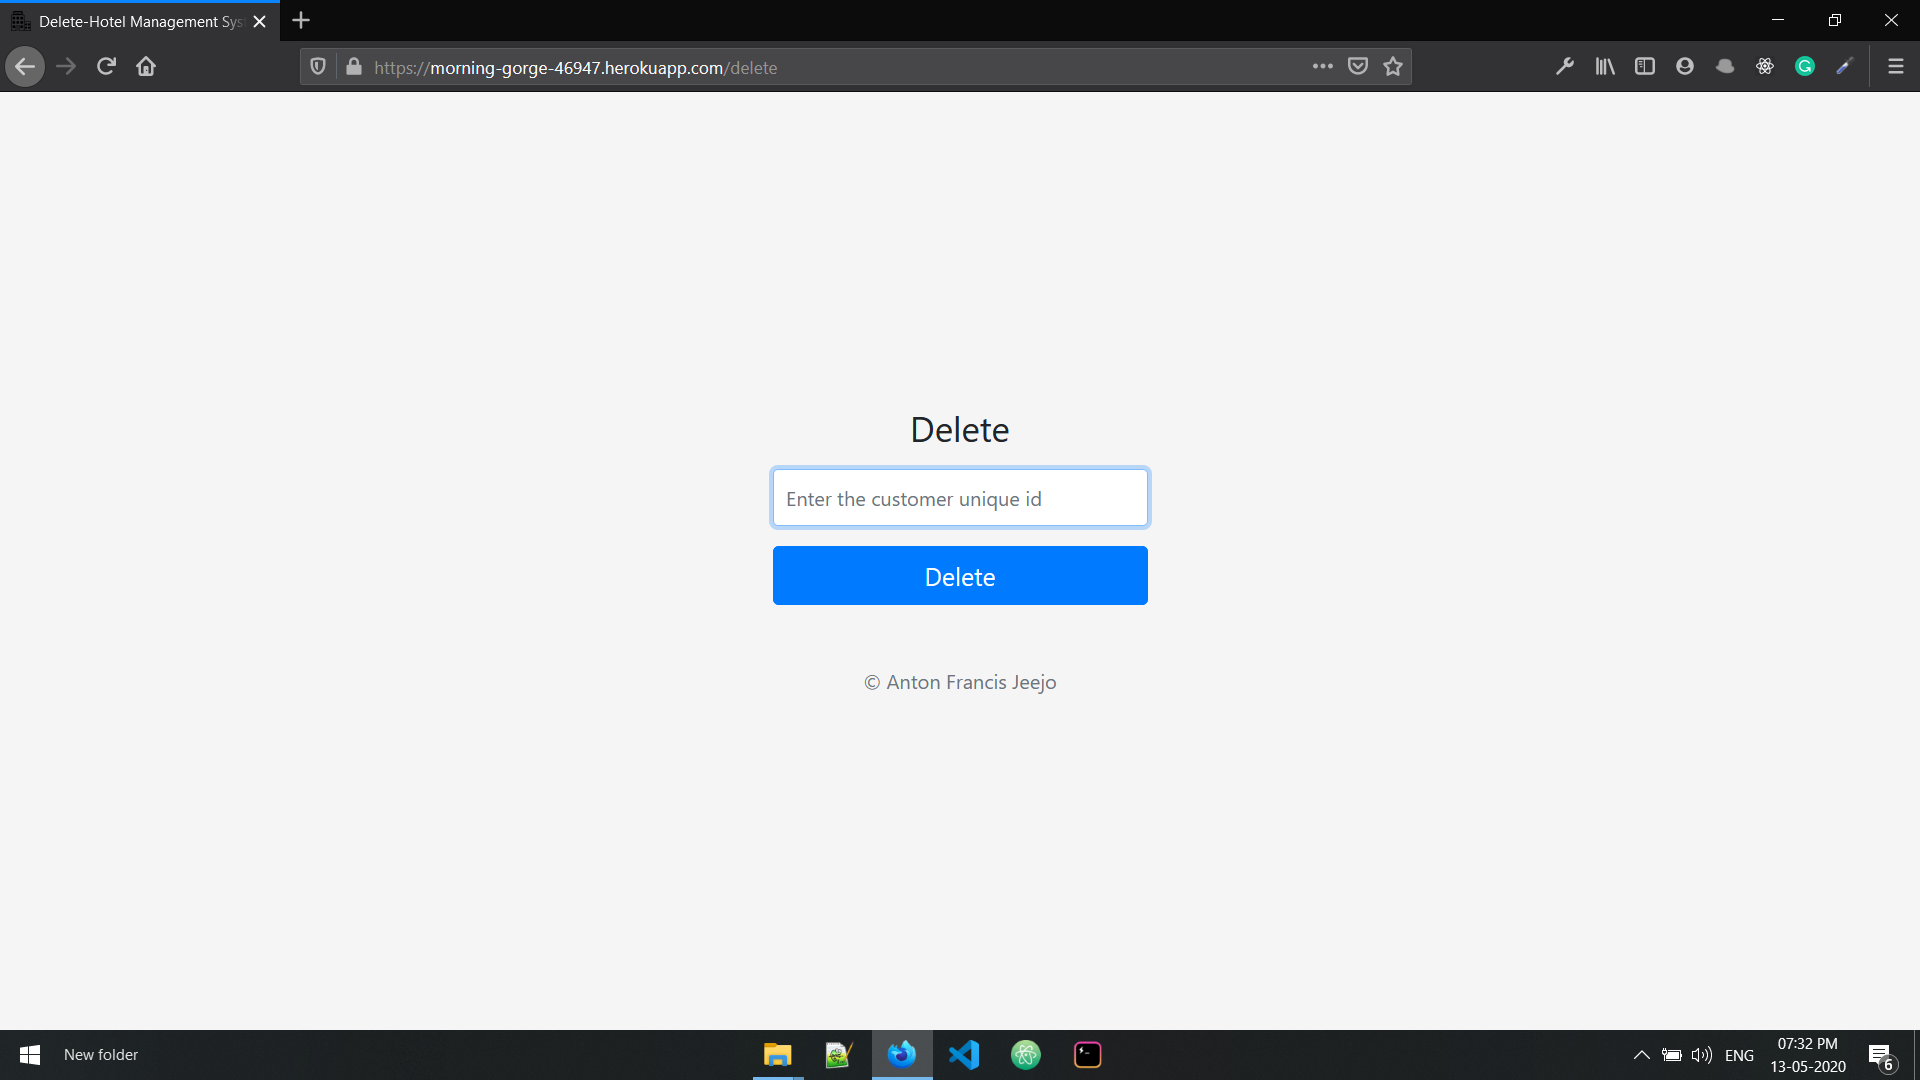 Delete-Hotel Management Sys
https://morning-gorge-46947.herokuapp.com/delete
Delete
Enter the customer unique id
Delete
© Anton Francis Jeejo
New folder
ENG
07:32 PM
13-05-2020
6